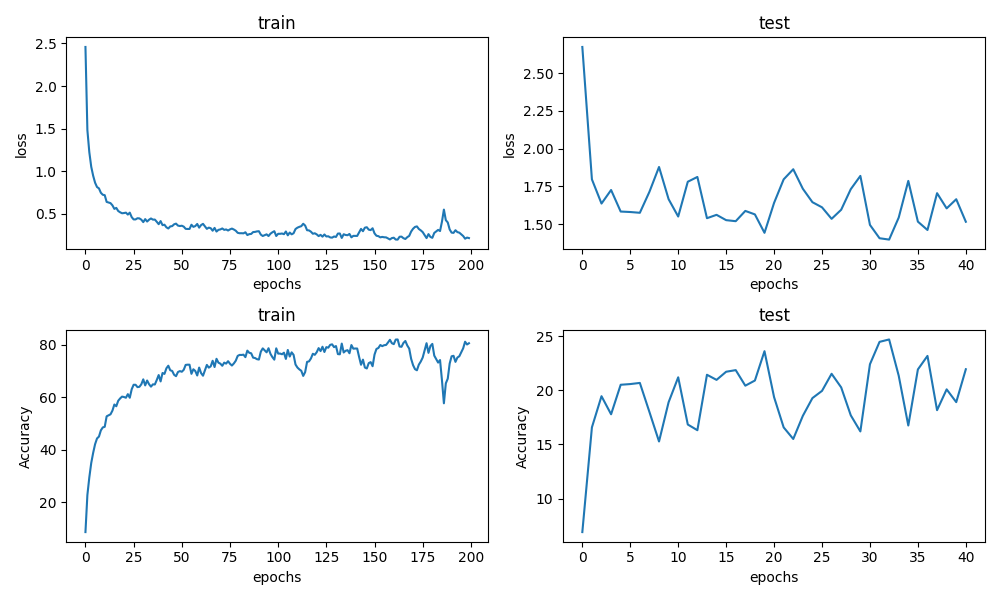 train
2.5
2.0
1.5
1.0
0.5
loss
0 25 50 75 100 125 150 175 200
epochs
test
2.50
2.25
2.00
1.75
1.50
loss
0 5 10 15 20 25 30 35 40
epochs
train
80
60
40
20
Accuracy
0 25 50 75 100 125 150 175 200
epochs
test
25
20
15
10
Accuracy
0 5 10 15 20 25 30 35 40
epochs